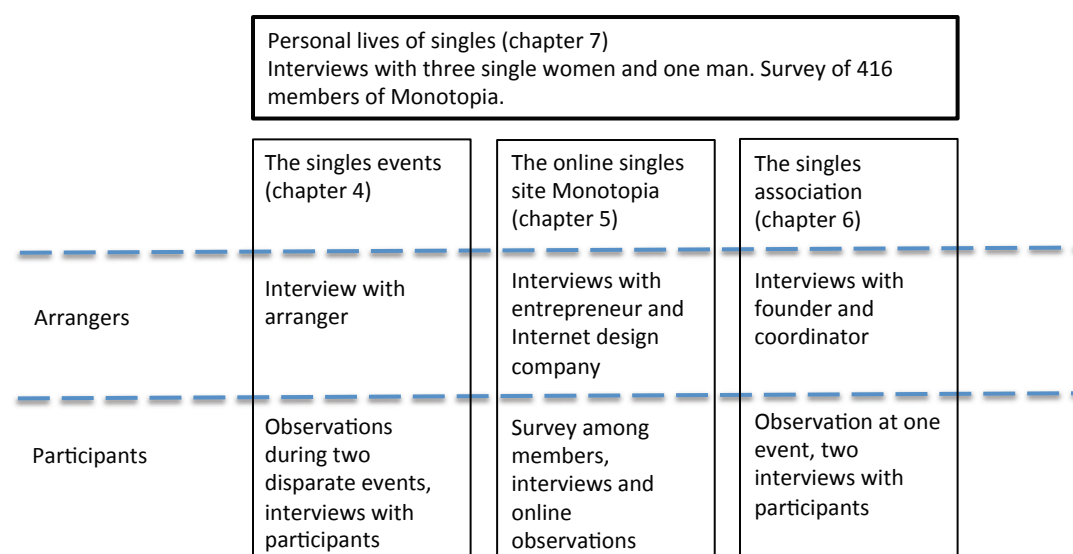 Personal lives of singles (chapter 7)
Interviews with three single women and one man. Survey of 416
members of Monotopia.
The singles events
(chapter 4)
The online singles
site Monotopia
(chapter 5)
The singles
association
(chapter 6)
Arrangers
Interview with
arranger
Interviews with
entrepreneur and
Internet design
company
Interviews with
founder and
coordinator
Participants
Observations
during two
disparate events,
interviews with
participants
Survey among
members,
interviews and
online
observations
Observation at one
event, two
interviews with
participants